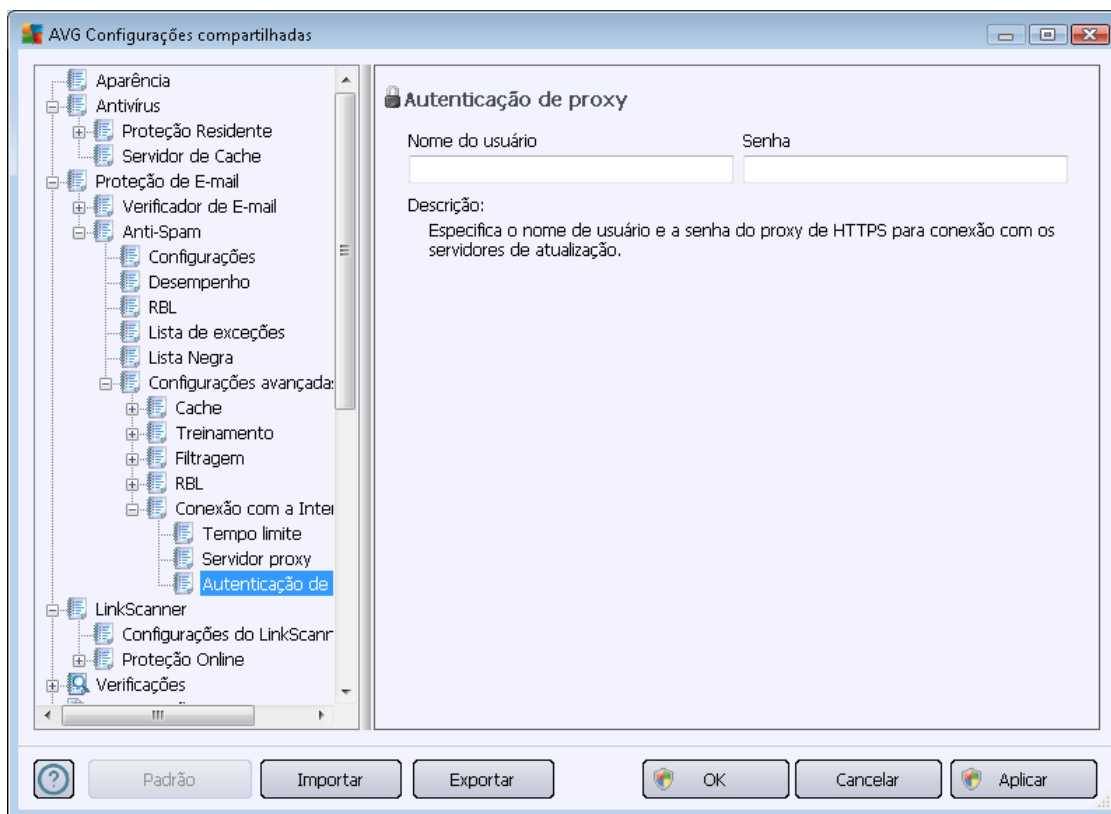 AVG Configurações compartilhadas
Aparência
Antivírus
Proteção Residente
Servidor de Cache
Proteção de E-mail
Verificador de E-mail
Anti-Spam
Configurações
Desempenho
RBL
Lista de exceções
Lista Negra
Configurações avançada
Cache
Treinamento
Filtragem
RBL
Conexão com a Inte
Tempo limite
Servidor proxy
Autenticação de
LinkScanner
Configurações do LinkScanr
Proteção Online
Verificações
Autenticação de proxy
Nome do usuário Senha
Descrição:
Especifica o nome de usuário e a senha do proxy de HTTPS para conexão com os
servidores de atualização.
? Padrão Importar Exportar OK Cancelar Aplicar